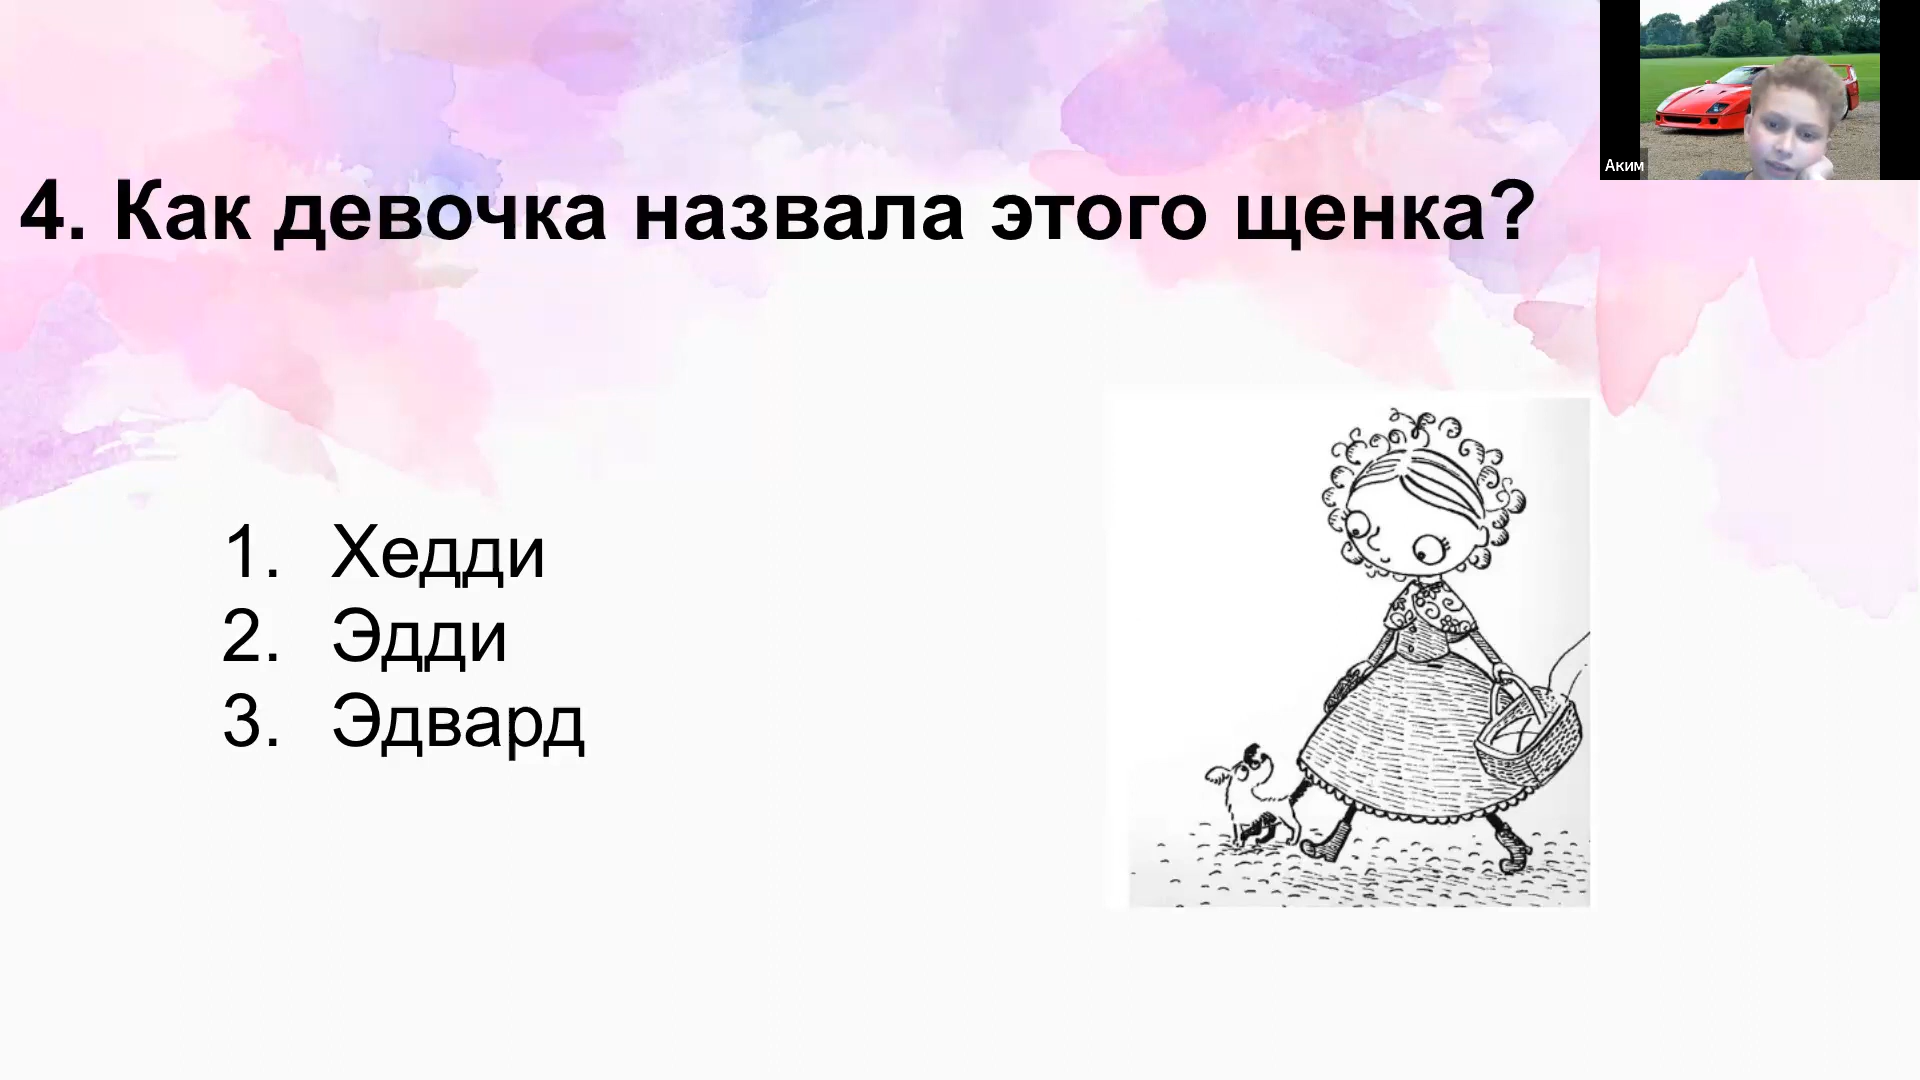 Аким
4. Как девочка назвала этого щенка?
1. Хедди
2. Эдди
3. Эдвард